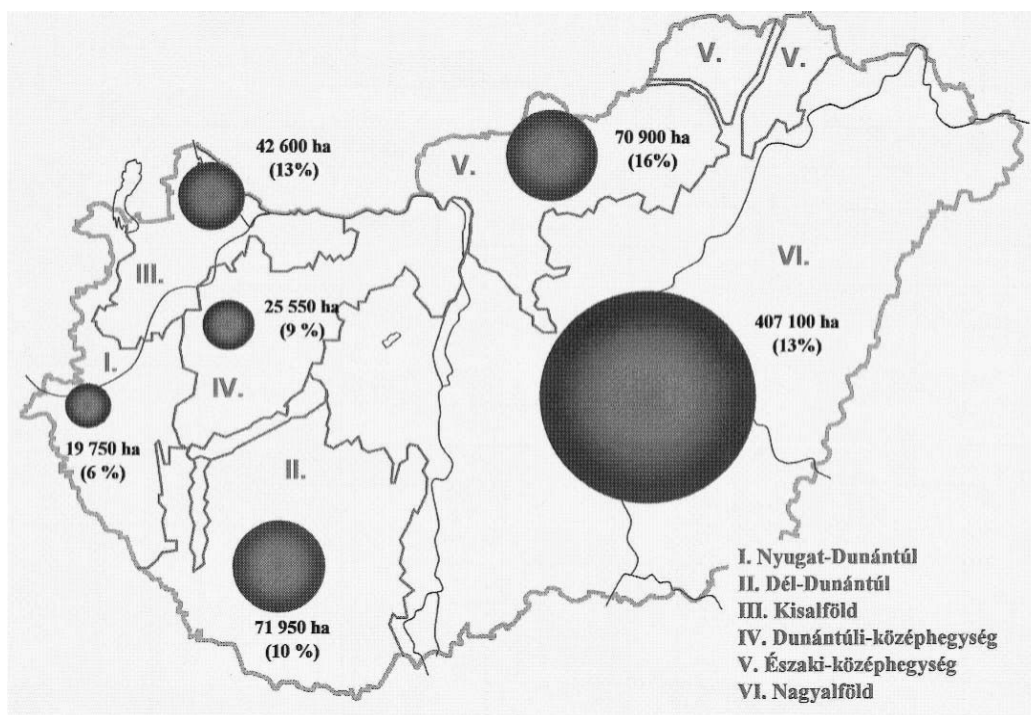 V.
V.
42 600 ha
(13%)
70 900 ha
(16%)
V.
III.
VI.
25 550 ha
(9 %)
407 100 ha
(13%)
I.
IV.
19 750 ha
(6 %)
II.
71 950 ha
(10 %)
I. Nyugat-Dunántúl
II. Dél-Dunántúl
III. Kisalföld
IV. Dunántúli-középhegység
V. Északi-középhegység
VI. Nagyalföld